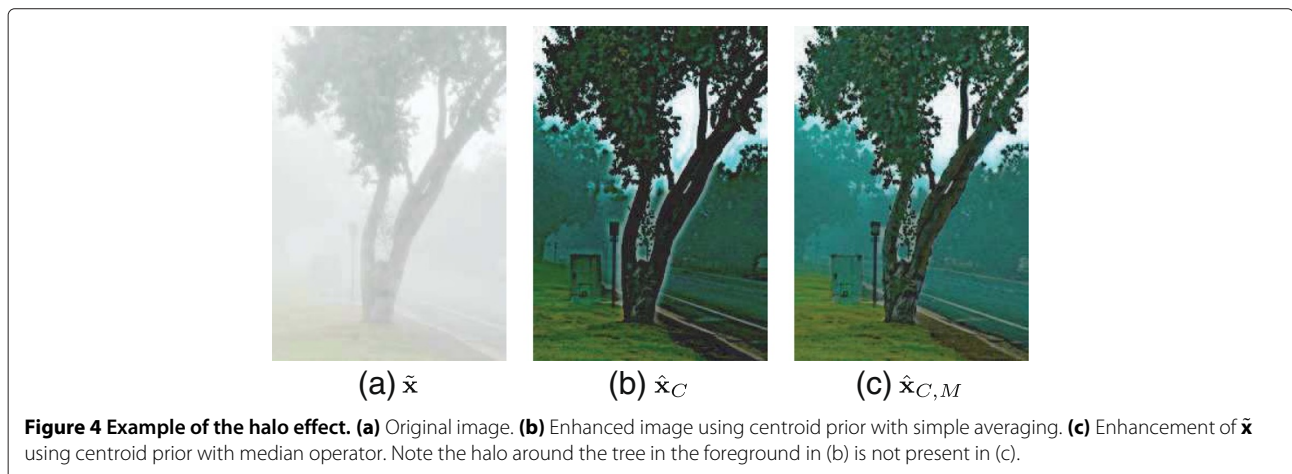 (a) x̃ (b) x̂_C (c) x̂_{C,M}
Figure 4 Example of the halo effect. (a) Original image. (b) Enhanced image using centroid prior with simple averaging. (c) Enhancement of x̃
using centroid prior with median operator. Note the halo around the tree in the foreground in (b) is not present in (c).